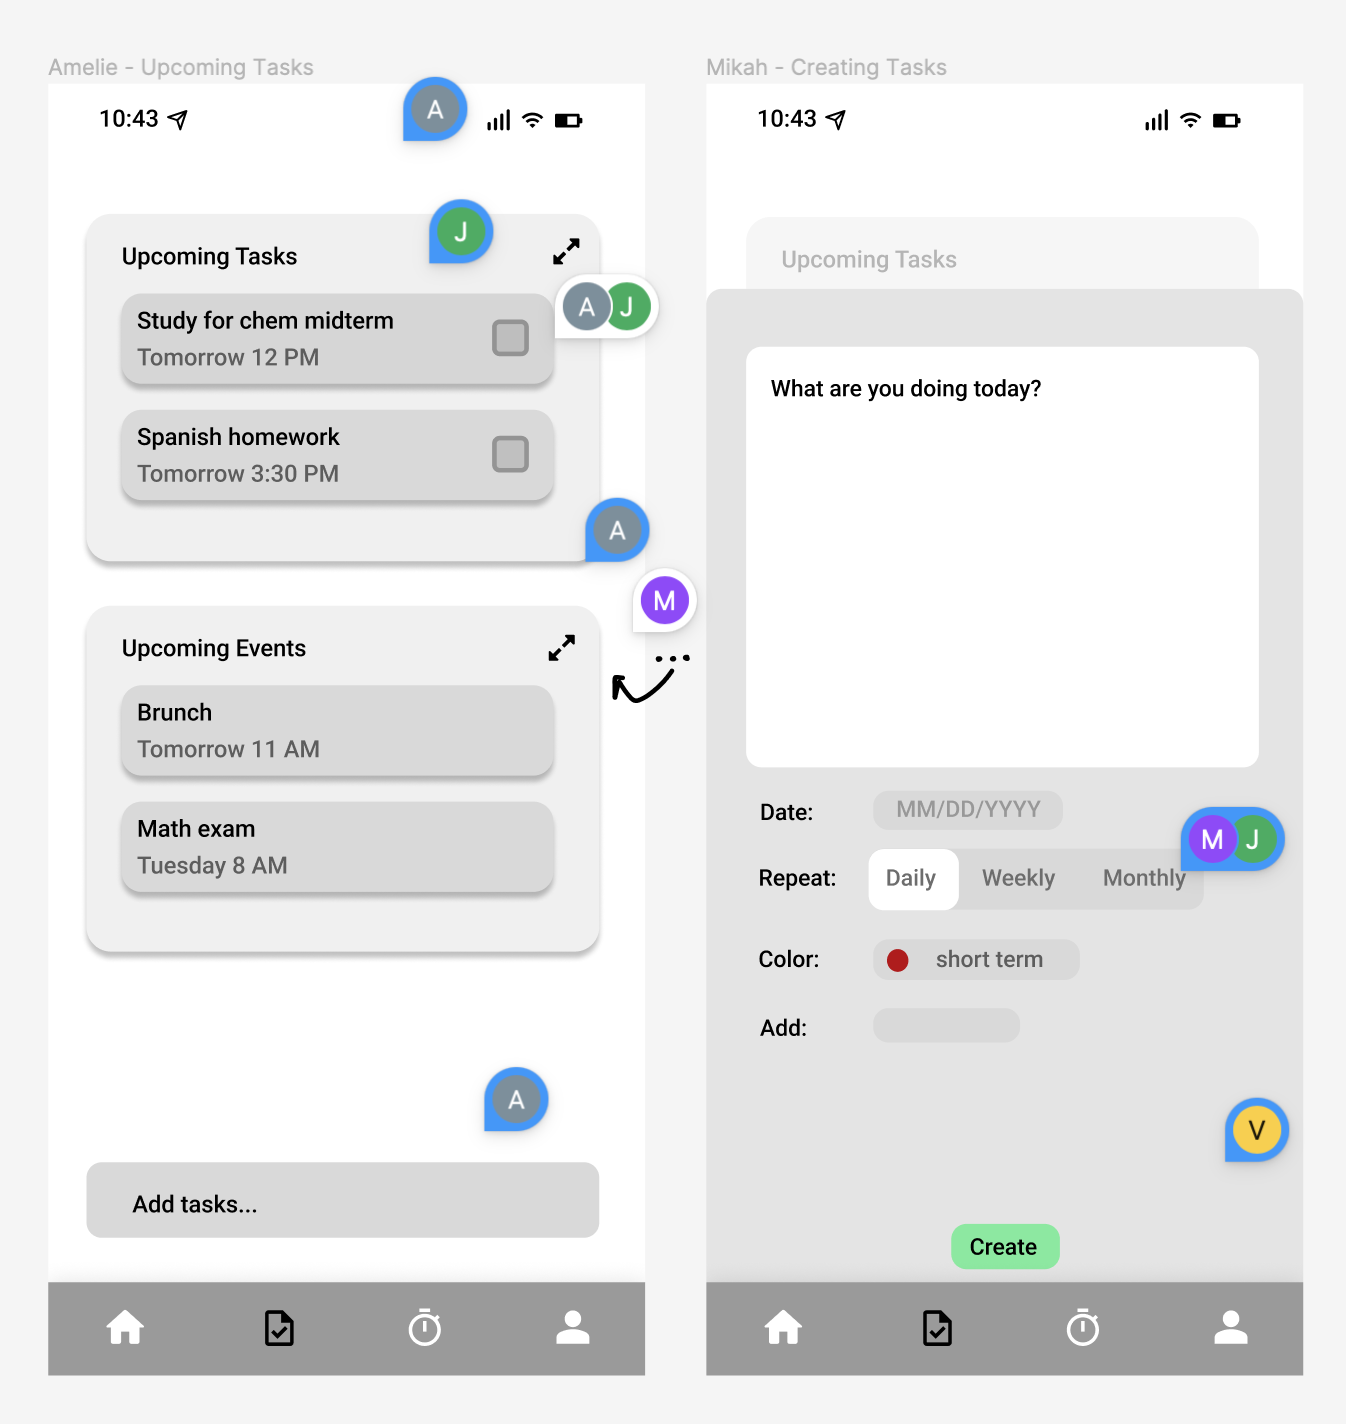 Amelie - Upcoming Tasks
10:43
A
J
Upcoming Tasks
A J
Study for chem midterm
Tomorrow 12 PM
Spanish homework
Tomorrow 3:30 PM
A
M
...
Upcoming Events
Brunch
Tomorrow 11 AM
Math exam
Tuesday 8 AM
A
Add tasks...
Mikah - Creating Tasks
10:43
Upcoming Tasks
What are you doing today?
Date: MM/DD/YYYY
M J
Repeat: Daily Weekly Monthly
Color: short term
Add:
V
Create